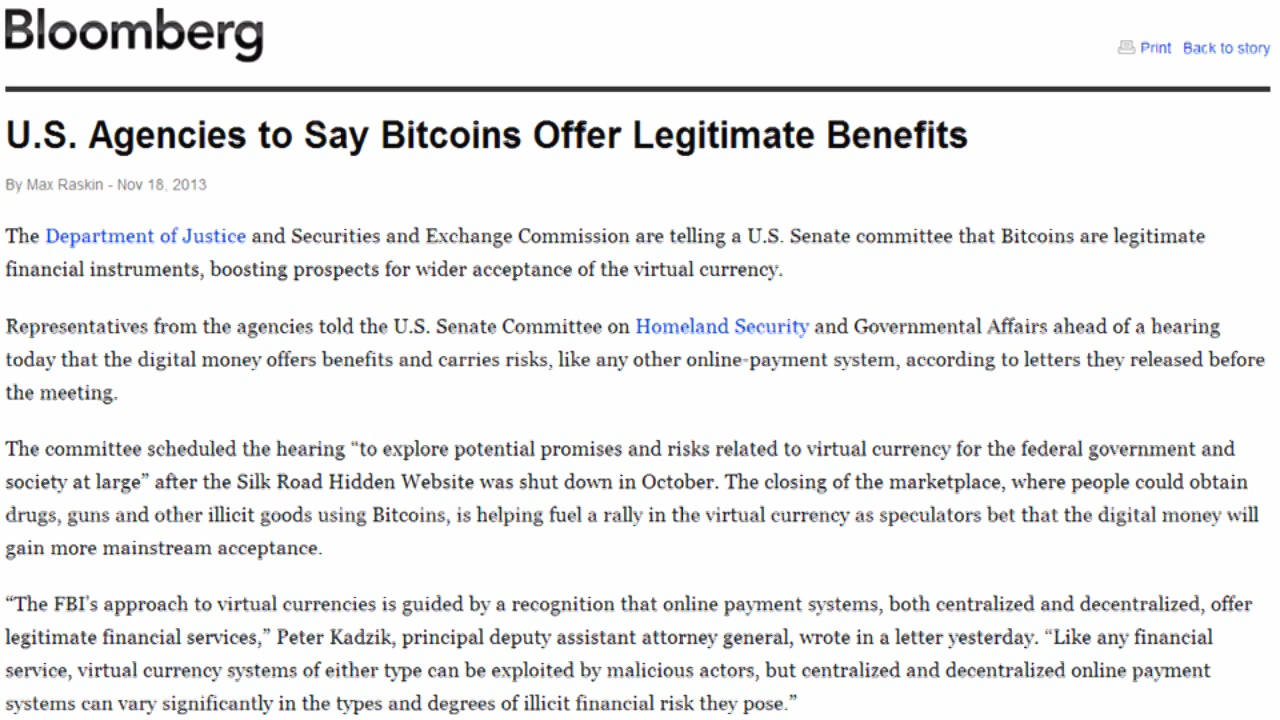 Bloomberg
Print Back to story
U.S. Agencies to Say Bitcoins Offer Legitimate Benefits
By Max Raskin - Nov 18, 2013
The Department of Justice and Securities and Exchange Commission are telling a U.S. Senate committee that Bitcoins are legitimate
financial instruments, boosting prospects for wider acceptance of the virtual currency.
Representatives from the agencies told the U.S. Senate Committee on Homeland Security and Governmental Affairs ahead of a hearing
today that the digital money offers benefits and carries risks, like any other online-payment system, according to letters they released before
the meeting.
The committee scheduled the hearing “to explore potential promises and risks related to virtual currency for the federal government and
society at large” after the Silk Road Hidden Website was shut down in October. The closing of the marketplace, where people could obtain
drugs, guns and other illicit goods using Bitcoins, is helping fuel a rally in the virtual currency as speculators bet that the digital money will
gain more mainstream acceptance.
“The FBI’s approach to virtual currencies is guided by a recognition that online payment systems, both centralized and decentralized, offer
legitimate financial services,” Peter Kadzik, principal deputy assistant attorney general, wrote in a letter yesterday. “Like any financial
service, virtual currency systems of either type can be exploited by malicious actors, but centralized and decentralized online payment
systems can vary significantly in the types and degrees of illicit financial risk they pose.”